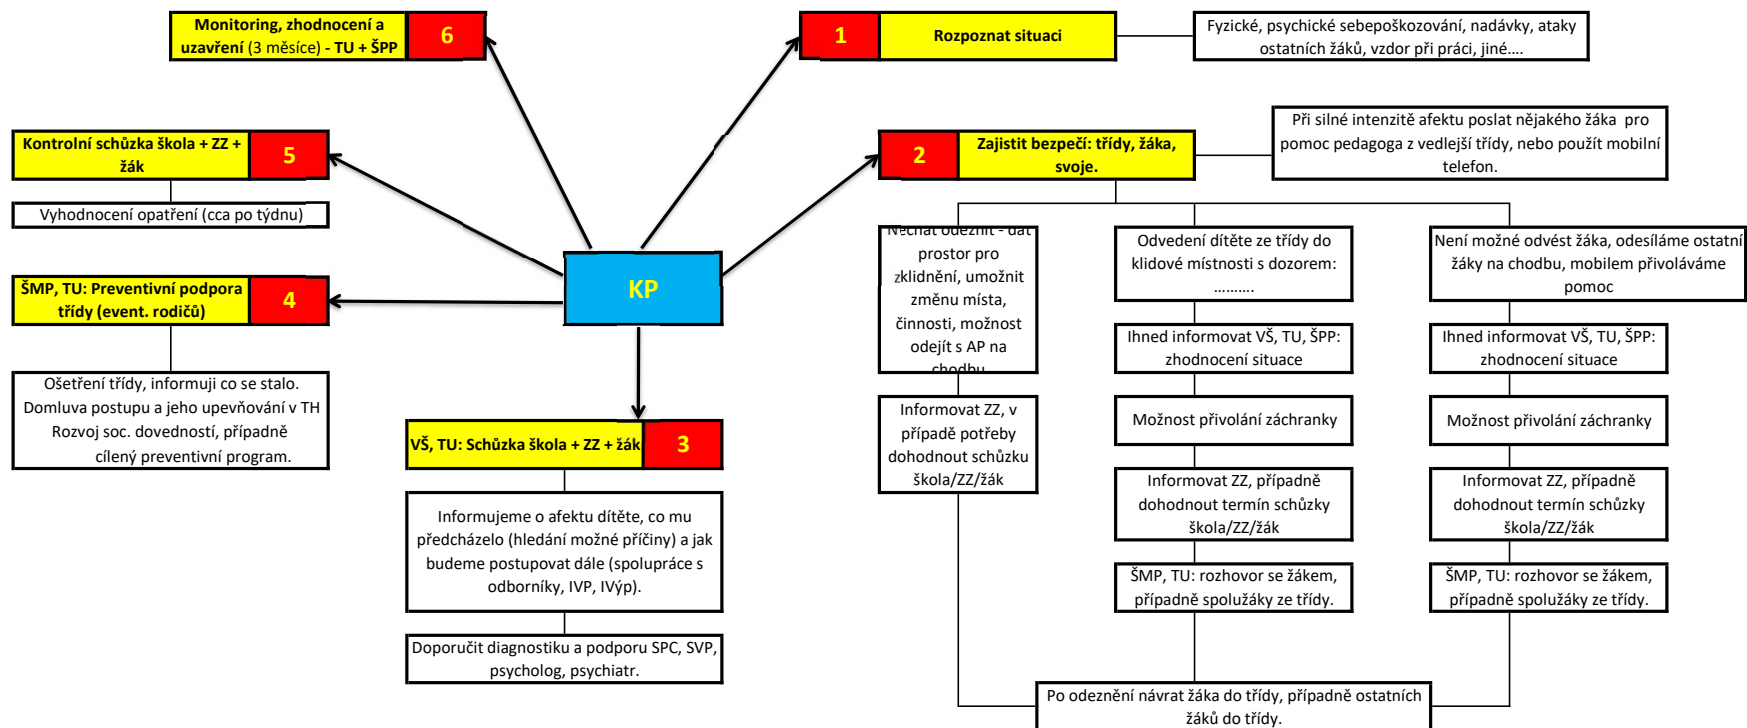 Monitoring, zhodnocení a
uzavření (3 měsíce) - TU + ŠPP
6
1
Rozpoznat situaci
Fyzické, psychické sebepoškozování, nadávky, ataky
ostatních žáků, vzdor při práci, jiné....
Kontrolní schůzka škola + ZZ +
žák
5
Vyhodnocení opatření (cca po týdnu)
2
Zajistit bezpečí: třídy, žáka,
svoje.
Při silné intenzitě afektu poslat nějakého žáka pro
pomoc pedagoga z vedlejší třídy, nebo použít mobilní
telefon.
KP
ŠMP, TU: Preventivní podpora
třídy (event. rodičů)
4
Ošetření třídy, informuji co se stalo.
Domluva postupu a jeho upevňování v TH
Rozvoj soc. dovedností, případně
cílený preventivní program.
VŠ, TU: Schůzka škola + ZZ + žák
3
Informujeme o afektu dítěte, co mu
předcházelo (hledání možné příčiny) a jak
budeme postupovat dále (spolupráce s
odborníky, IVP, IVýp).
Doporučit diagnostiku a podporu SPC, SVP,
psycholog, psychiatr.
Nechat odeznít - dát
prostor pro
zklidnění, umožnit
změnu místa,
činnosti, možnost
odejít s AP na
chodbu
Informovat ZZ, v
případě potřeby
dohodnout schůzku
škola/ZZ/žák
Odvedení dítěte ze třídy do
klidové místnosti s dozorem:
..........
Ihned informovat VŠ, TU, ŠPP:
zhodnocení situace
Možnost přivolání záchranky
Informovat ZZ, případně
dohodnout termín schůzky
škola/ZZ/žák
ŠMP, TU: rozhovor se žákem,
případně spolužáky ze třídy.
Není možné odvést žáka, odesíláme ostatní
žáky na chodbu, mobilem přivoláváme
pomoc
Ihned informovat VŠ, TU, ŠPP:
zhodnocení situace
Možnost přivolání záchranky
Informovat ZZ, případně
dohodnout termín schůzky
škola/ZZ/žák
ŠMP, TU: rozhovor se žákem,
případně spolužáky ze třídy.
Po odeznění návrat žáka do třídy, případně ostatních
žáků do třídy.